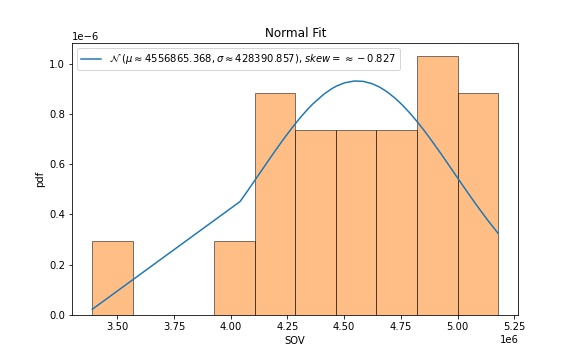 Normal Fit
1e−6
𝒩(μ ≈ 4556865.368, σ ≈ 428390.857), skew = ≈ −0.827
1.0
0.8
0.6
0.4
0.2
0.0
pdf
3.50 3.75 4.00 4.25 4.50 4.75 5.00 5.25
SOV
1e6